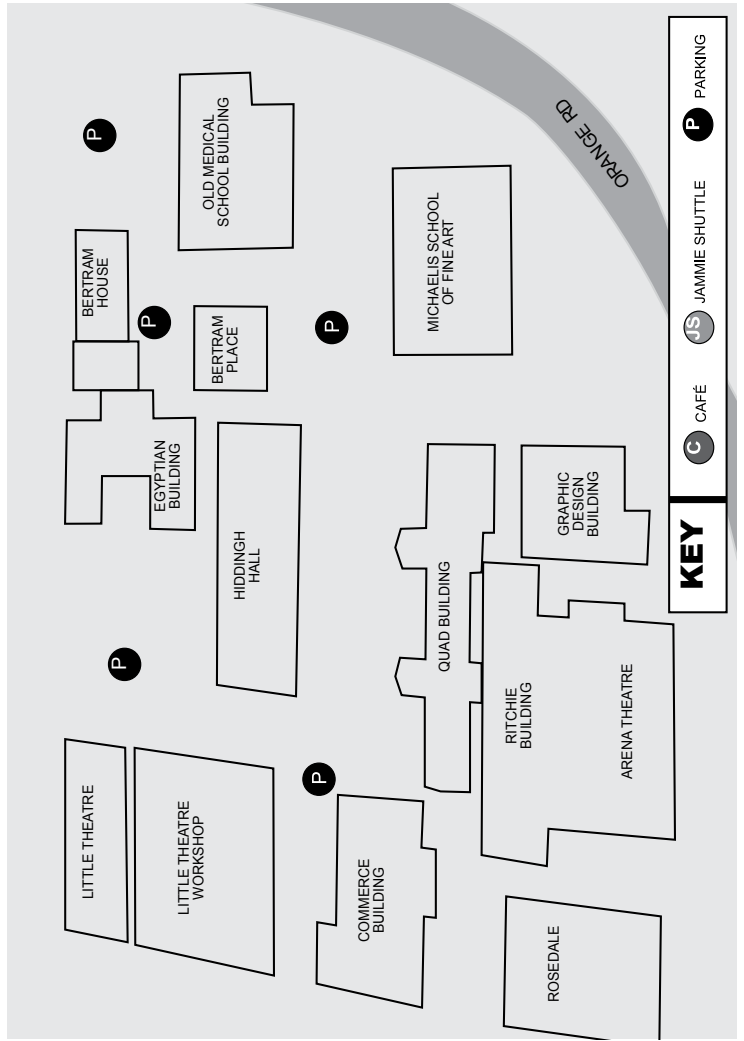 LITTLE THEATRE
P
EGYPTIAN
BUILDING
BERTRAM
HOUSE
P
P
LITTLE THEATRE
WORKSHOP
HIDDINGH
HALL
BERTRAM
PLACE
OLD MEDICAL
SCHOOL BUILDING
P
P
COMMERCE
BUILDING
QUAD BUILDING
MICHAELIS SCHOOL
OF FINE ART
ROSEDALE
RITCHIE
BUILDING
ARENA THEATRE
GRAPHIC
DESIGN
BUILDING
ORANGE RD
KEY
C CAFÉ
JS JAMMIE SHUTTLE
P PARKING